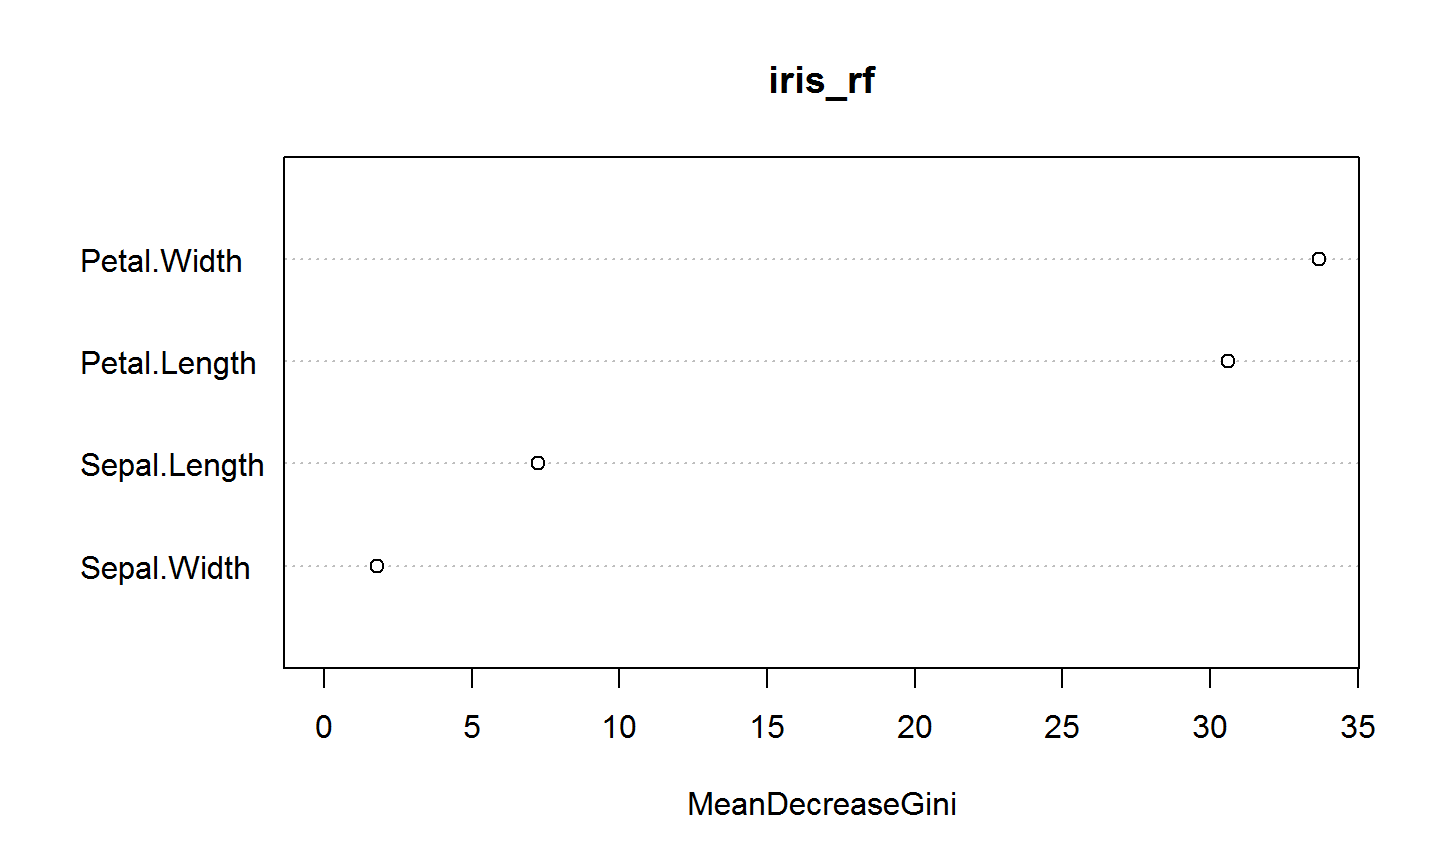 iris_rf
Petal.Width
Petal.Length
Sepal.Length
Sepal.Width
0 5 10 15 20 25 30 35
MeanDecreaseGini